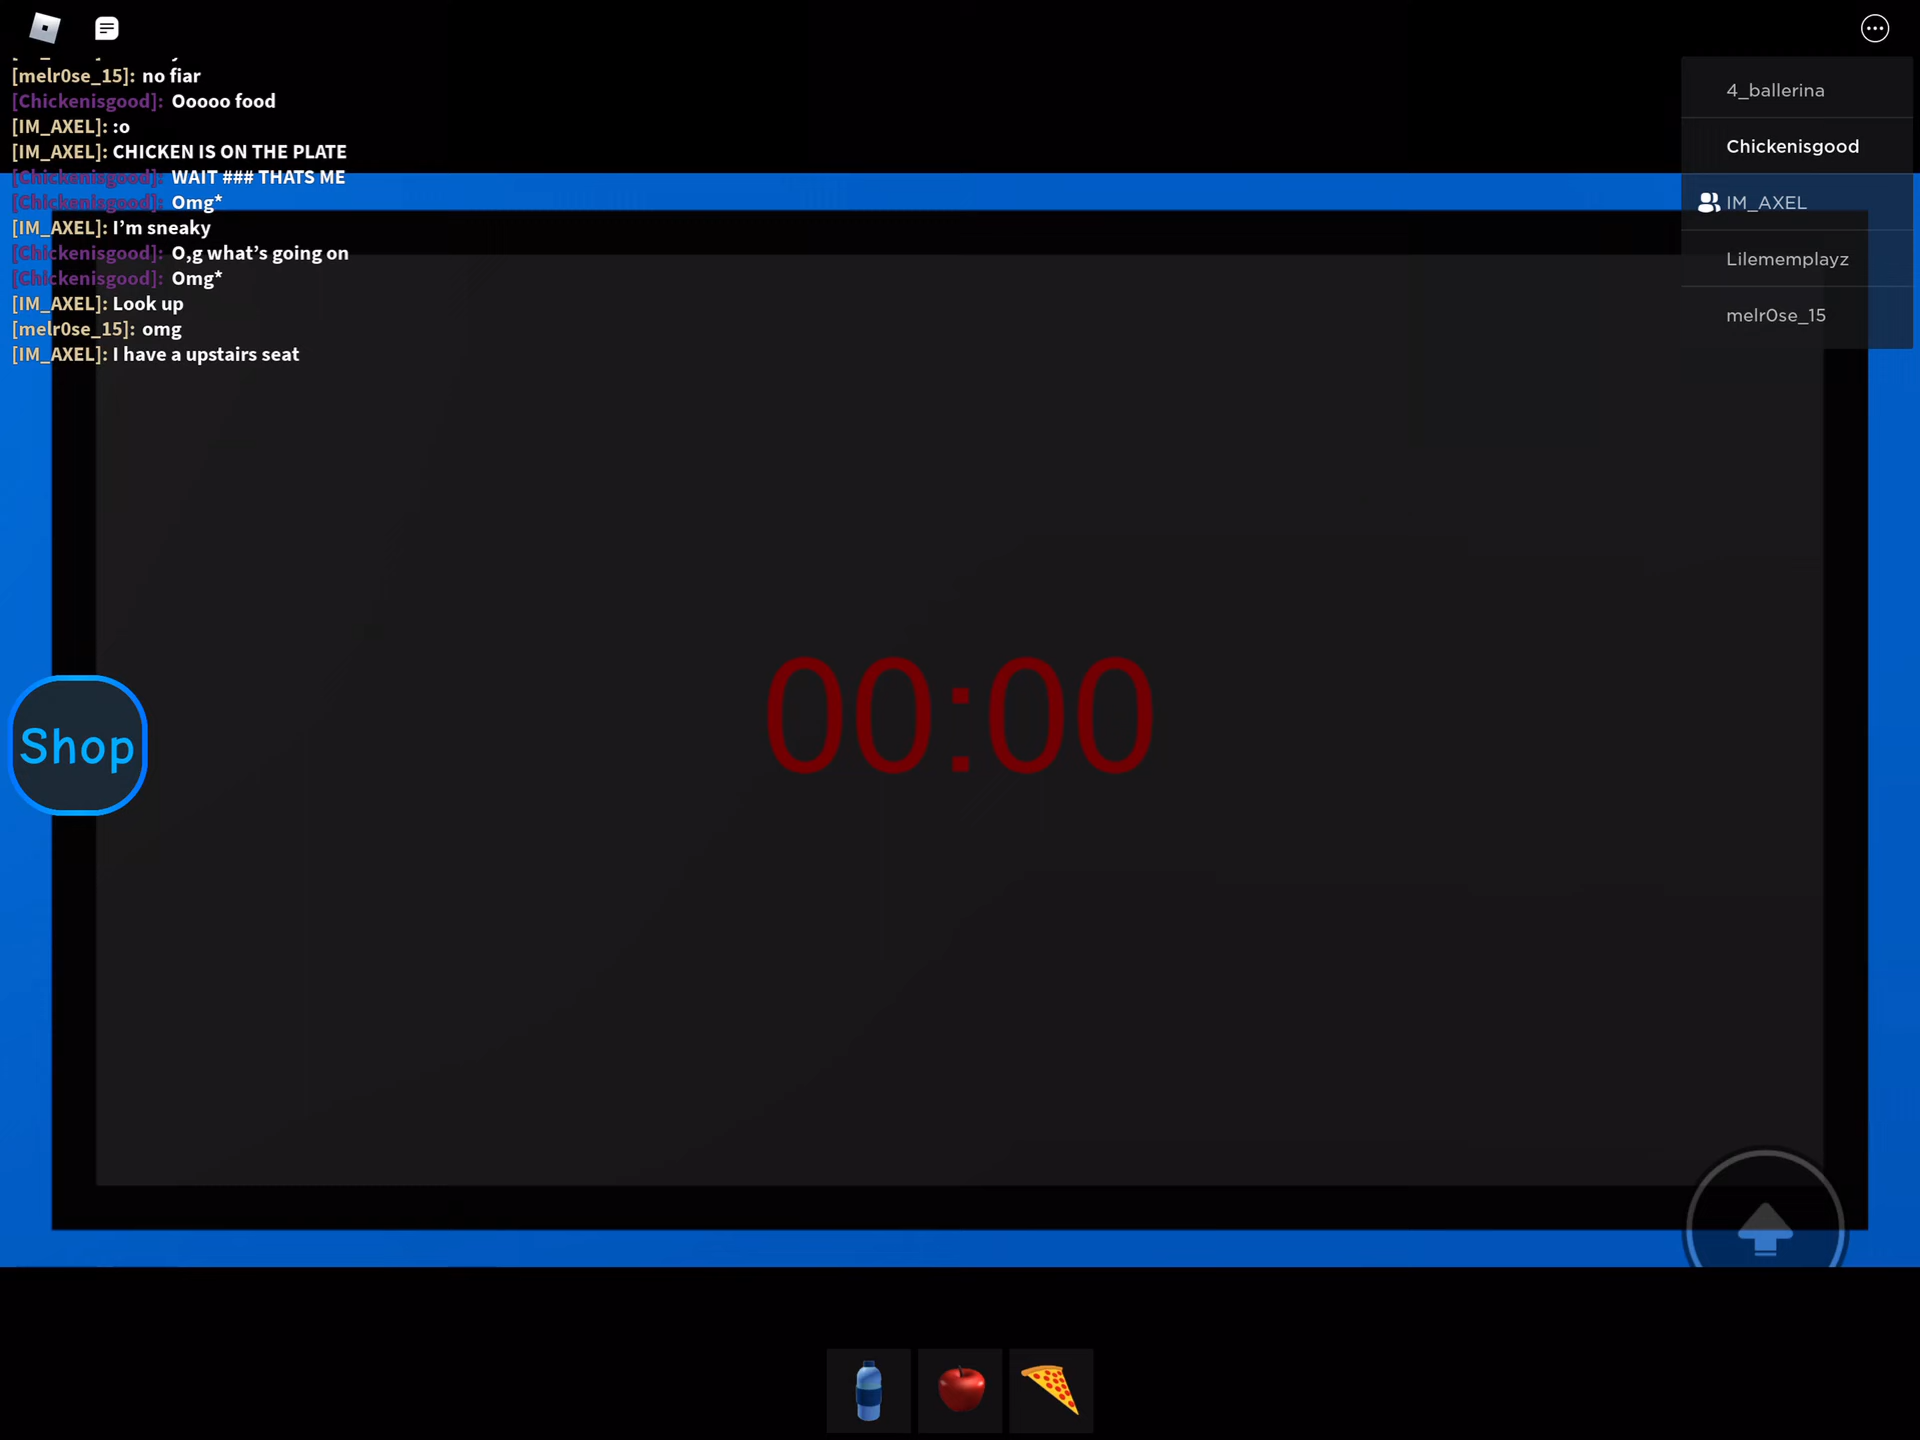 [melr0se_15]: no fiar
[Chickenisgood]: Ooooo food
[IM_AXEL]: :o
[IM_AXEL]: CHICKEN IS ON THE PLATE
[Chickenisgood]: WAIT ### THATS ME
[Chickenisgood]: Omg*
[IM_AXEL]: I'm sneaky
[Chickenisgood]: O,g what's going on
[Chickenisgood]: Omg*
[IM_AXEL]: Look up
[melr0se_15]: omg
[IM_AXEL]: I have a upstairs seat
4_ballerina
Chickenisgood
IM_AXEL
Lilememplayz
melr0se_15
00:00
Shop